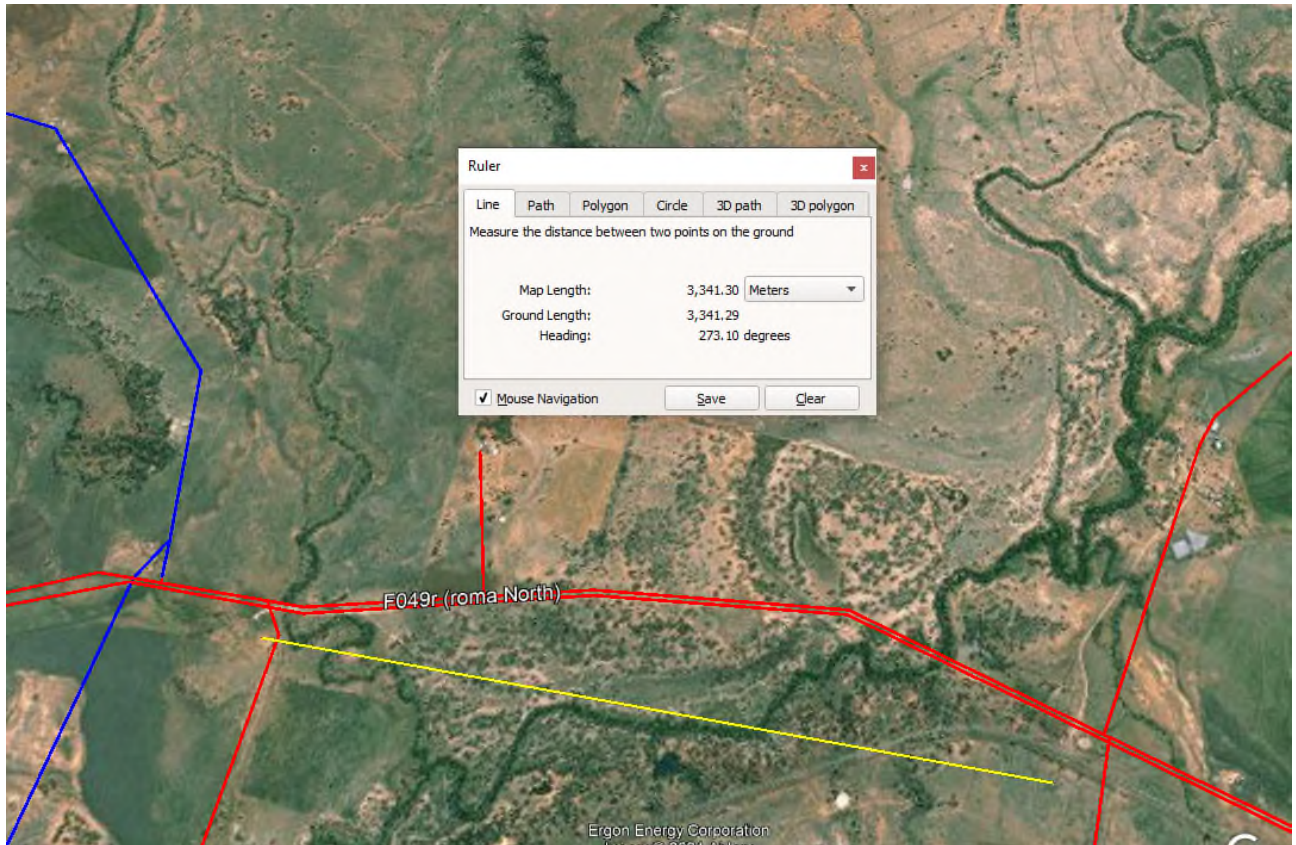 Ruler
Line Path Polygon Circle 3D path 3D polygon
Measure the distance between two points on the ground
Map Length: 3,341.30 Meters
Ground Length: 3,341.29
Heading: 273.10 degrees
Mouse Navigation Save Clear
F049r (roma North)
Ergon Energy Corporation